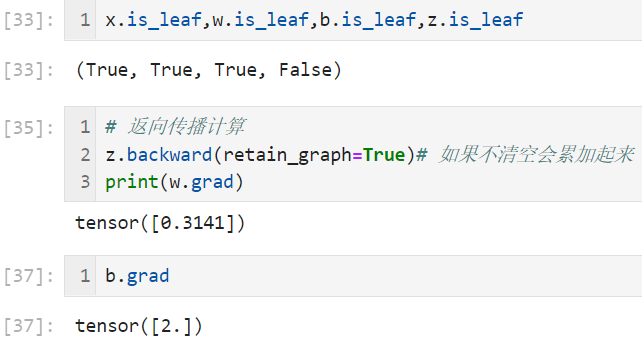 [33]: 1 x.is_leaf,w.is_leaf,b.is_leaf,z.is_leaf
[33]: (True, True, True, False)
[35]: 1 # 返向传播计算
2 z.backward(retain_graph=True)# 如果不清空会累加起来
3 print(w.grad)
tensor([0.3141])
[37]: 1 b.grad
[37]: tensor([2.])